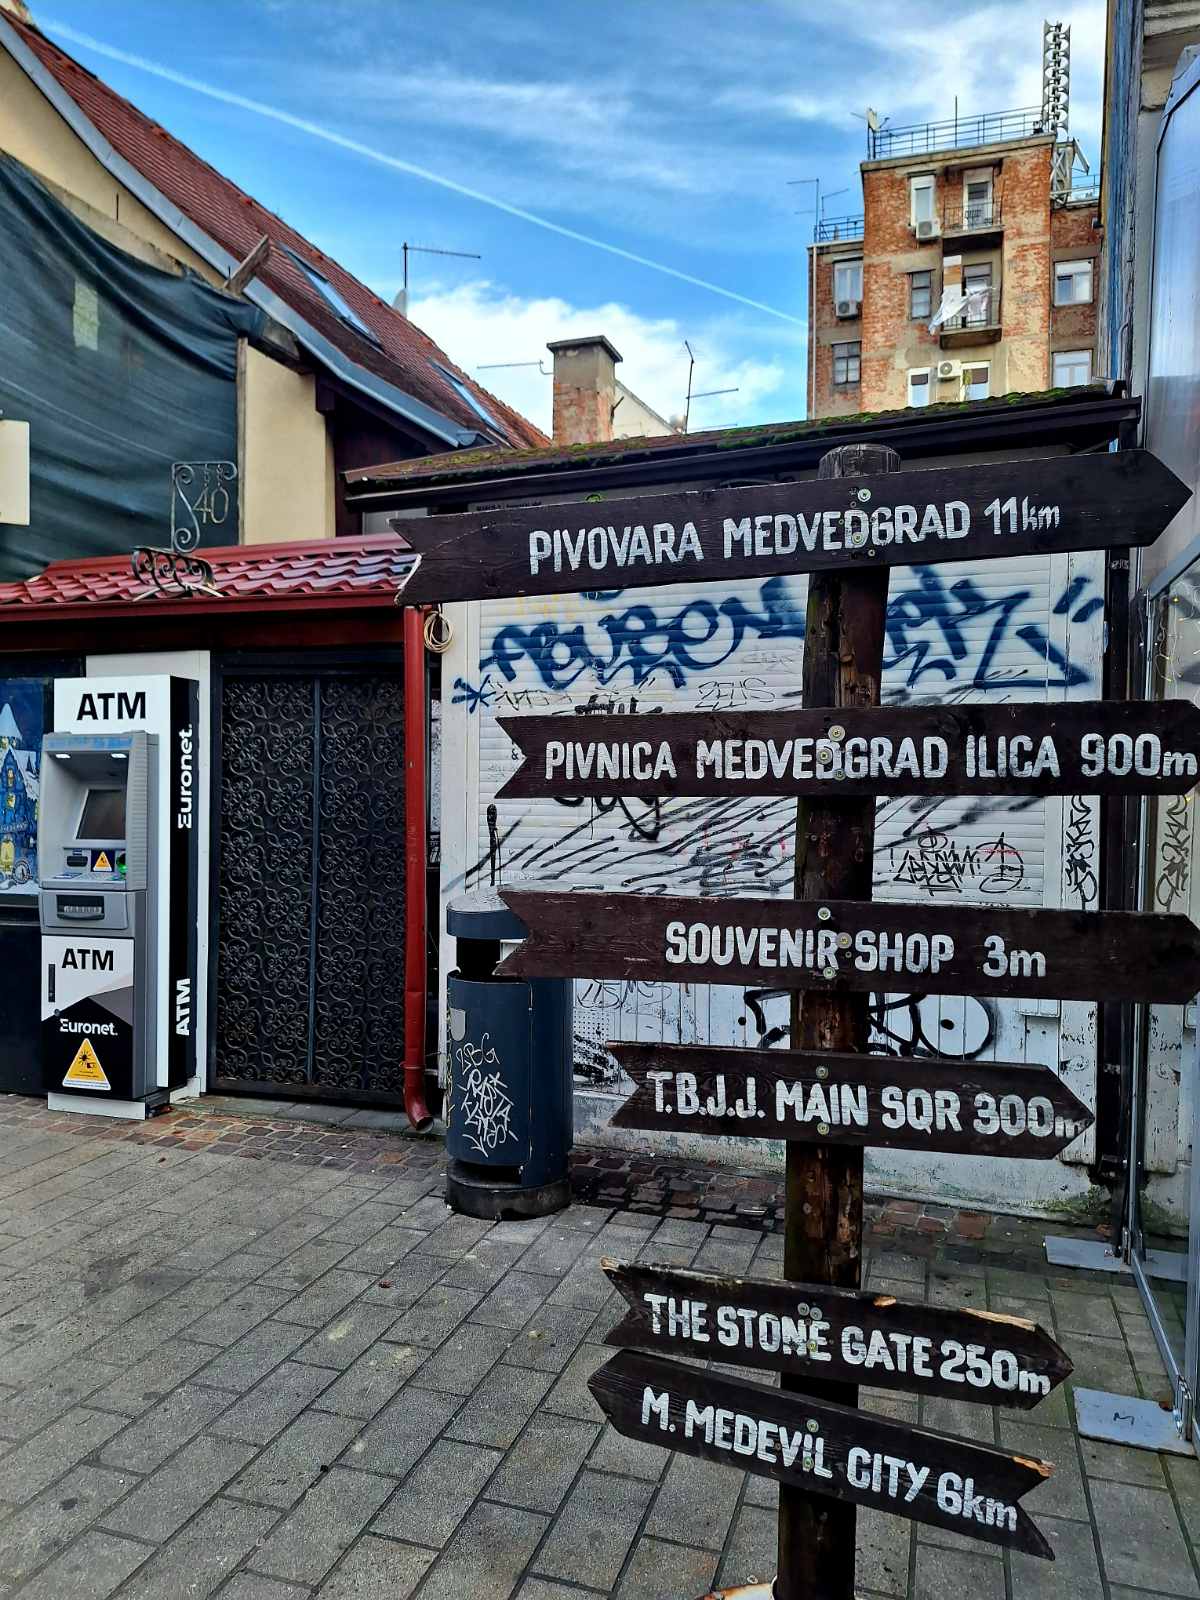 PIVOVARA MEDVEDGRAD 11km
PIVNICA MEDVEDGRAD ILICA 900m
SOUVENIR SHOP 3m
T.B.J.J. MAIN SQR 300m
THE STONE GATE 250m
M. MEDEVIL CITY 6km
40
ATM
Euronet.
ATM
Euronet.
ATM
ZEUS